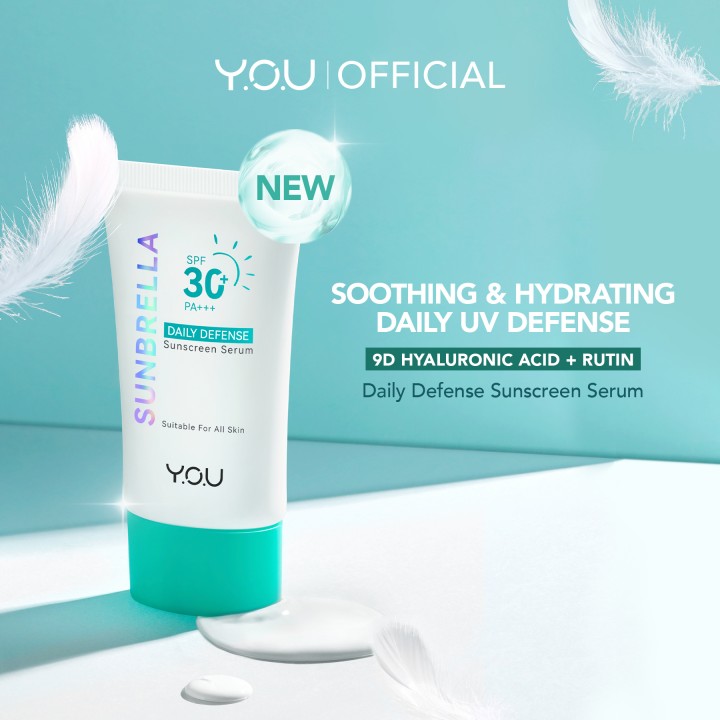 Y.O.U | OFFICIAL
NEW
SUNBRELLA
SPF
30+
PA+++
DAILY DEFENSE
Sunscreen Serum
Suitable For All Skin
Y.O.U
SOOTHING & HYDRATING
DAILY UV DEFENSE
9D HYALURONIC ACID + RUTIN
Daily Defense Sunscreen Serum